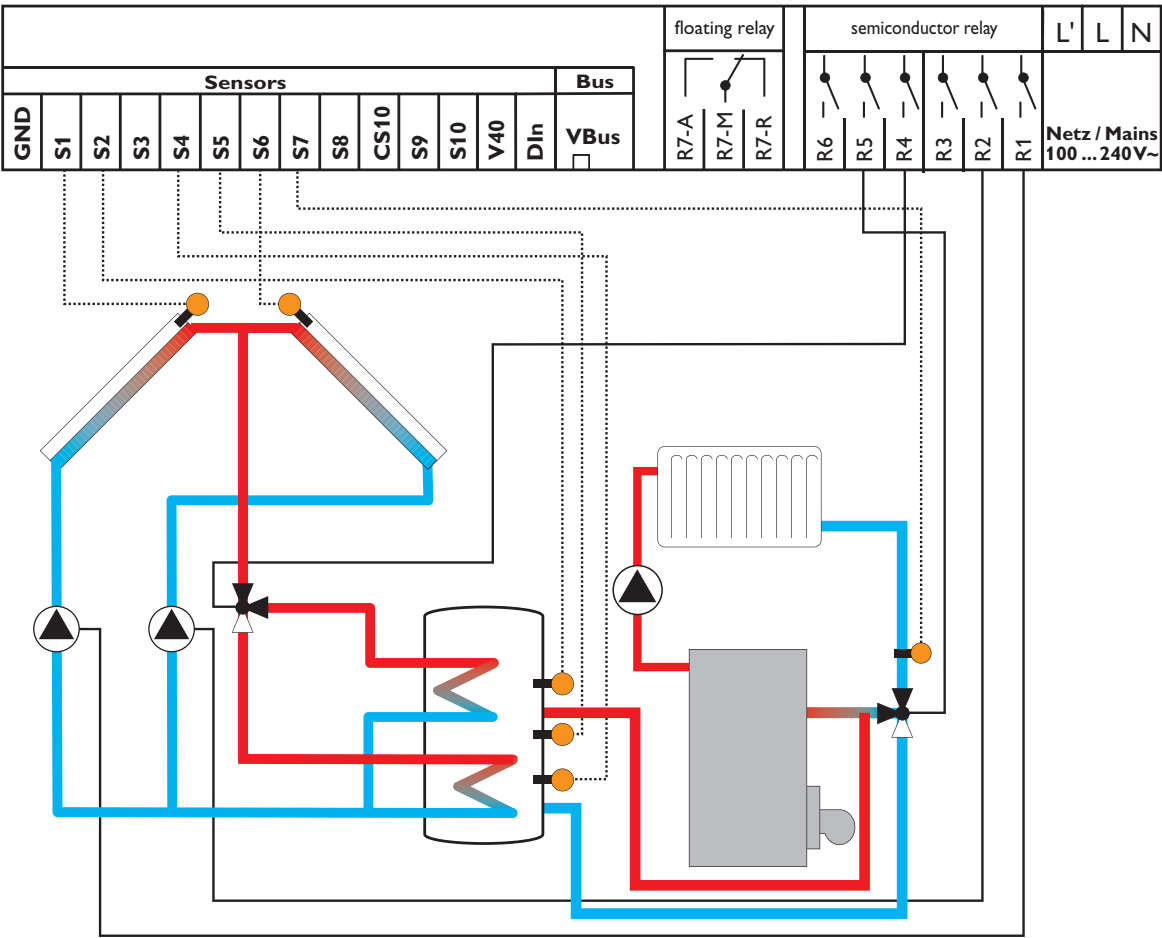 floating relay
semiconductor relay
L' L N
Sensors
Bus
GND S1 S2 S3 S4 S5 S6 S7 S8 CS10 S9 S10 V40 DIn
VBus
R7-A R7-M R7-R
R6 R5 R4 R3 R2 R1
Netz / Mains
100 ... 240 V~